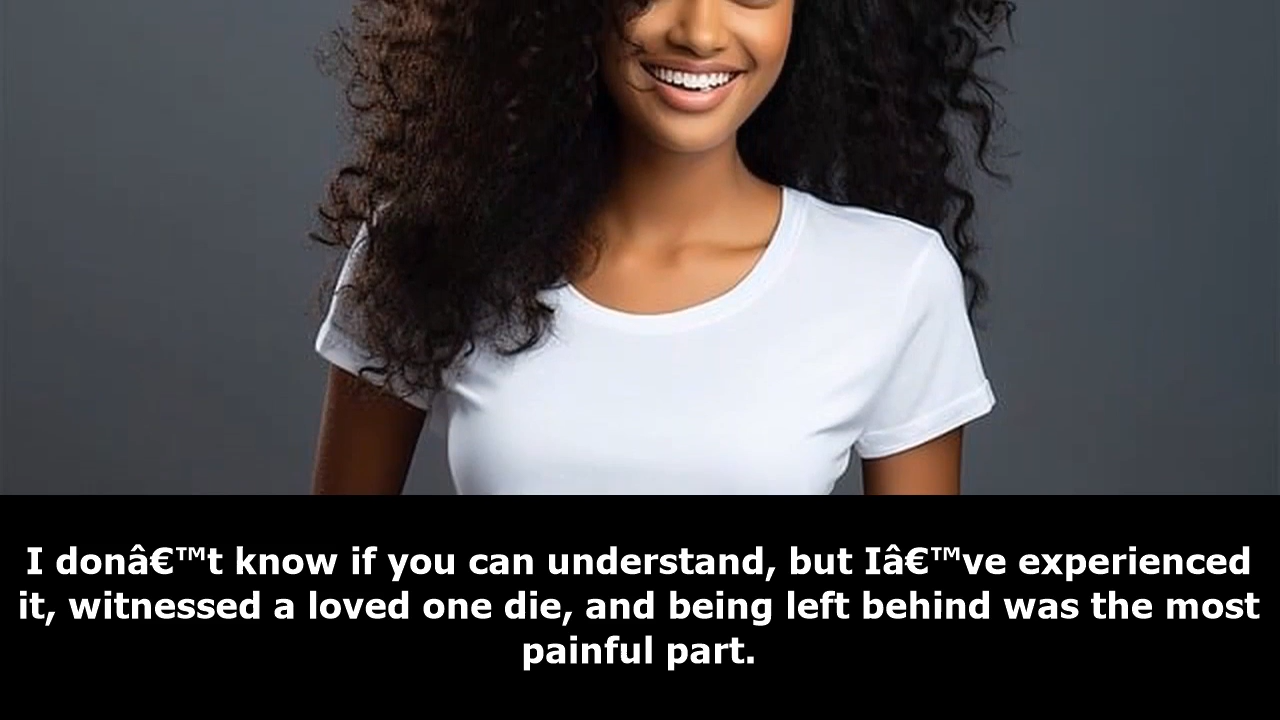 I donâ€™t know if you can understand, but Iâ€™ve experienced
it, witnessed a loved one die, and being left behind was the most
painful part.